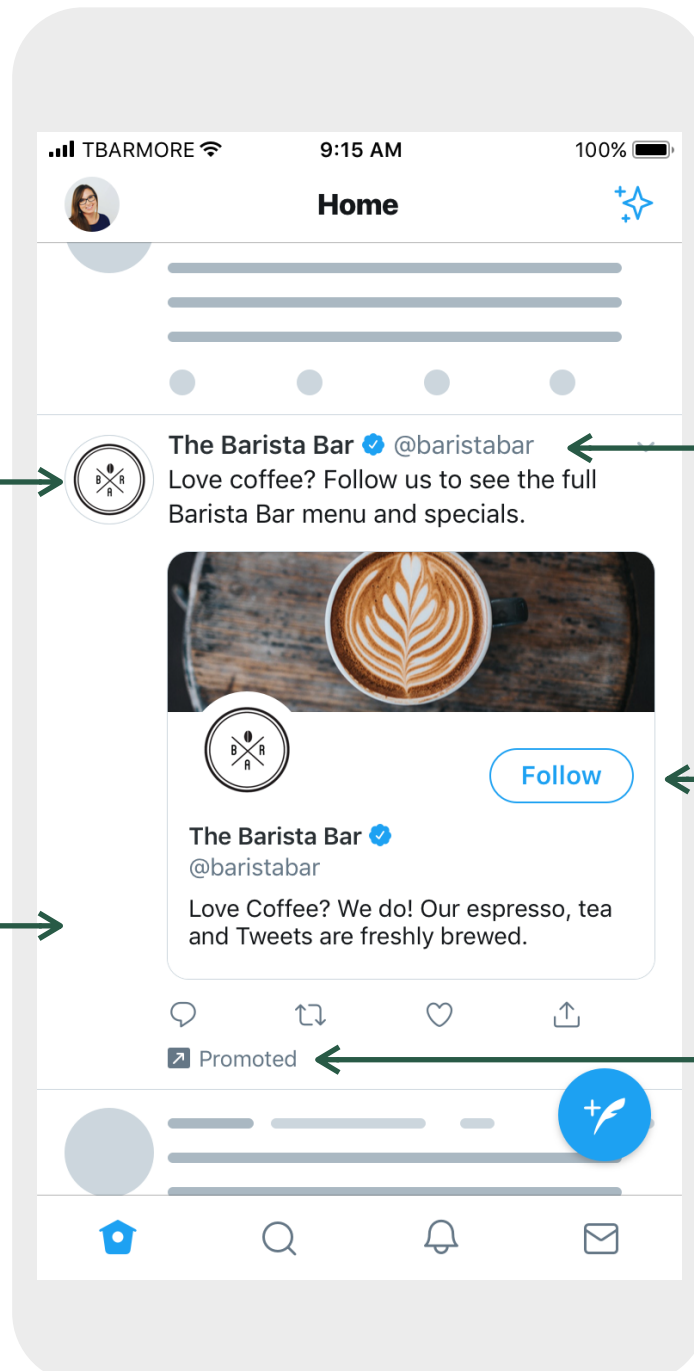 TBARMORE 9:15 AM 100%
Home
The Barista Bar @baristabar
B R
A
Love coffee? Follow us to see the full
Barista Bar menu and specials.
B R
A
Follow
The Barista Bar
@baristabar
Love Coffee? We do! Our espresso, tea
and Tweets are freshly brewed.
Promoted